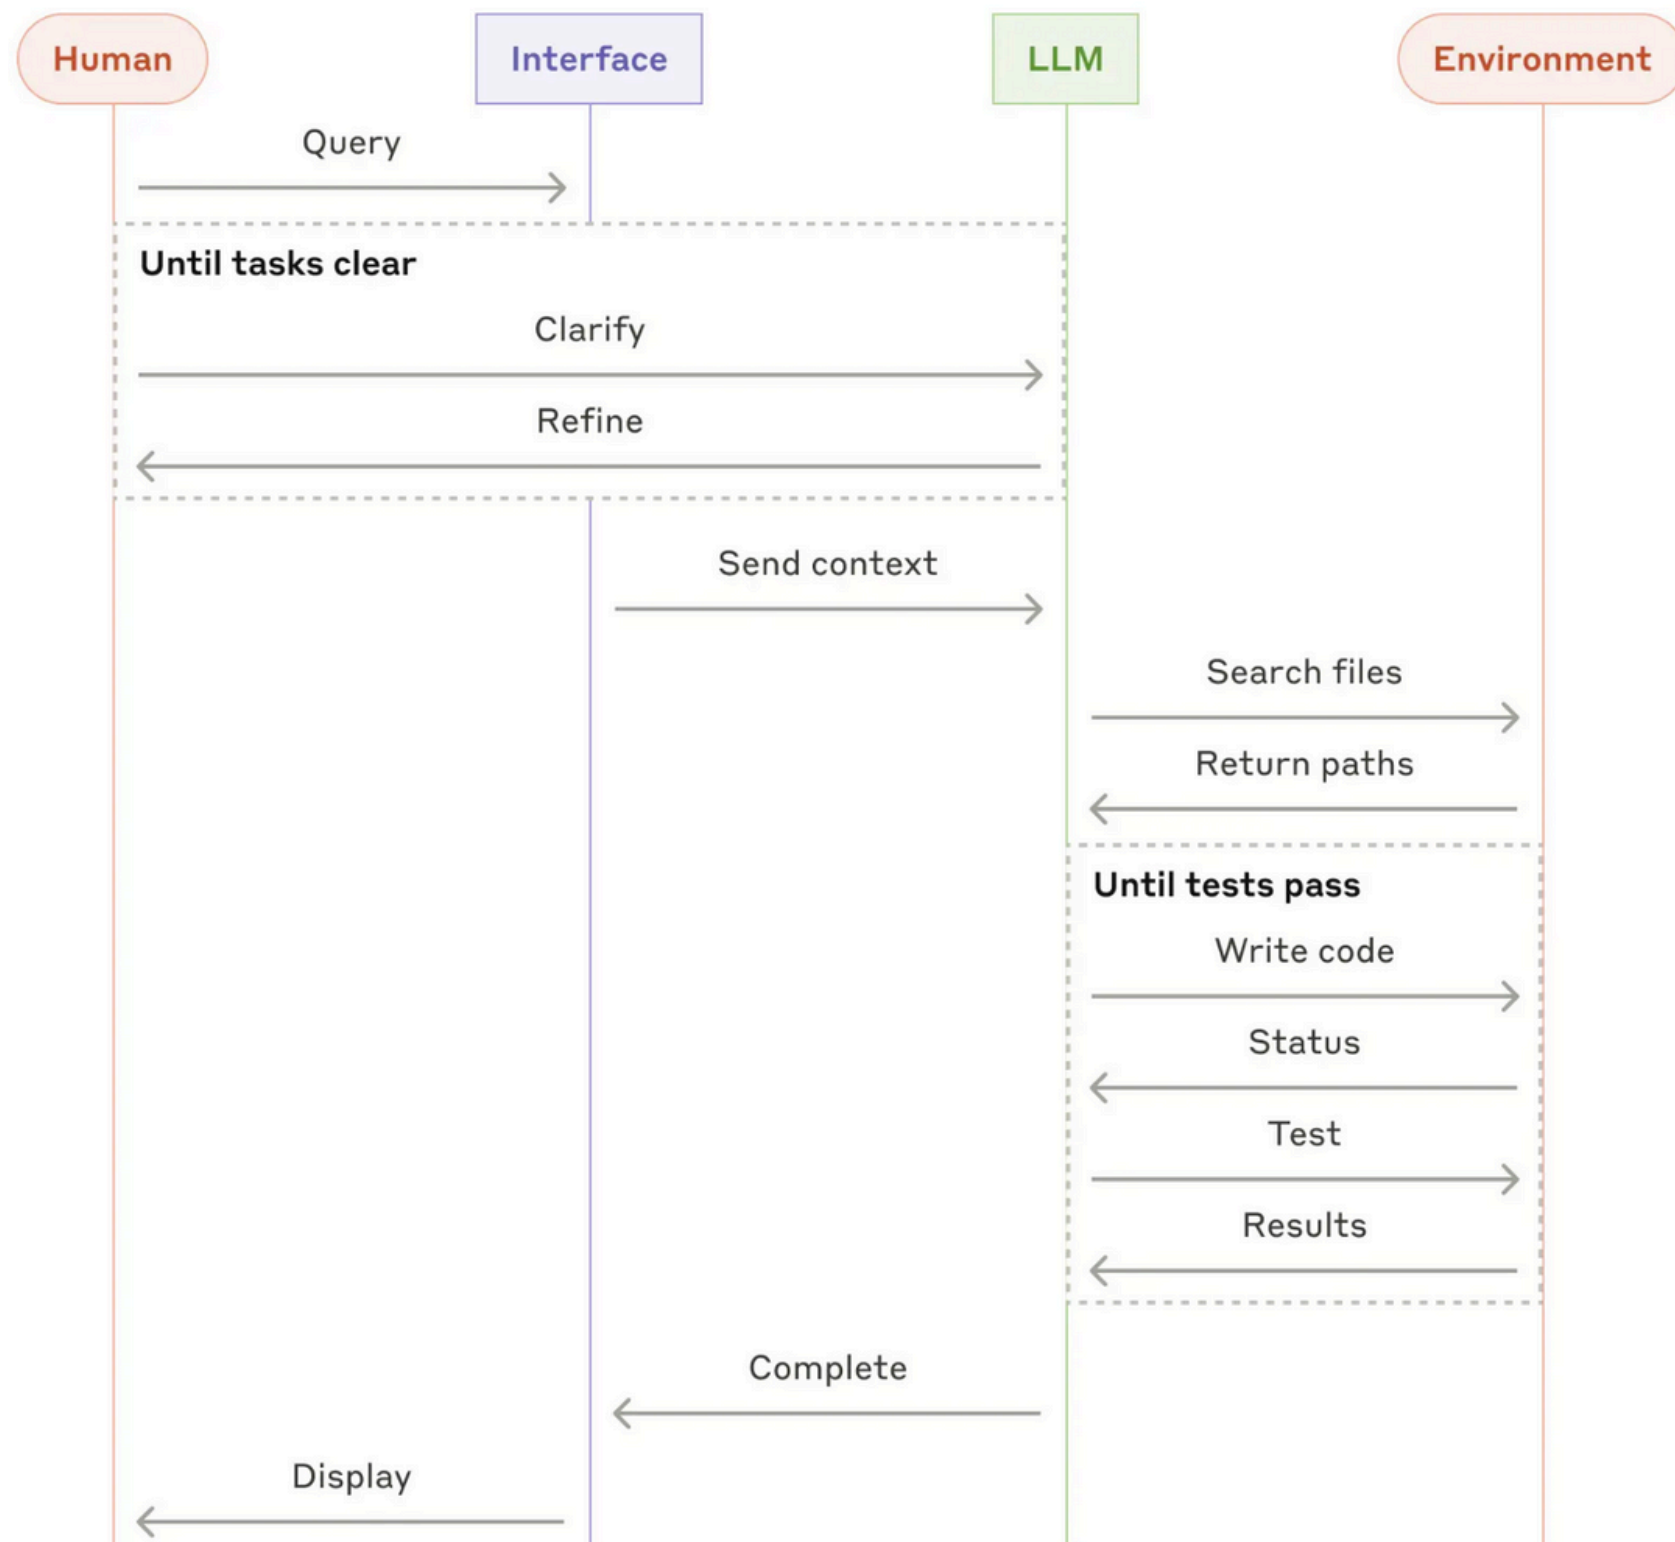 Human
Interface
LLM
Environment
Query
Until tasks clear
Clarify
Refine
Send context
Search files
Return paths
Until tests pass
Write code
Status
Test
Results
Complete
Display